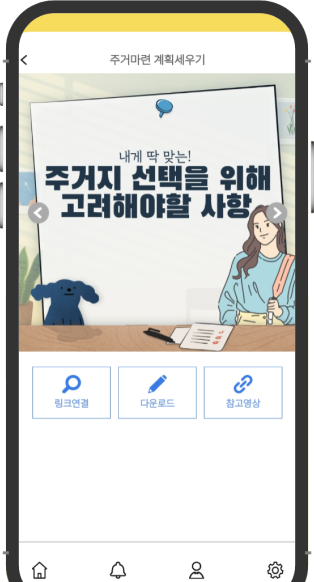 주거마련 계획세우기
내게 딱 맞는!
주거지 선택을 위해
고려해야할 사항
링크연결
다운로드
참고영상